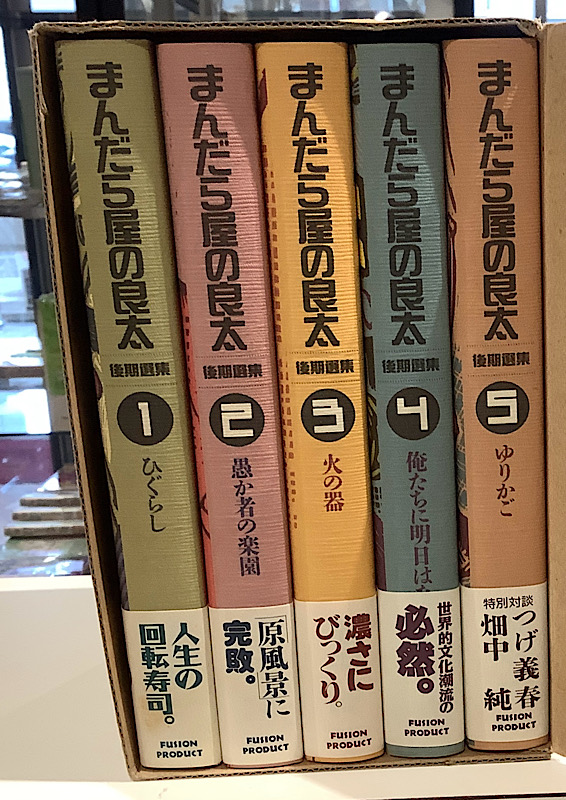 まんだら屋の良太
後期選集
1
ひぐらし
人生の
回転寿司。
FUSION
PRODUCT
まんだら屋の良太
後期選集
2
愚か者の楽園
「原風景」に
完敗。
FUSION
PRODUCT
まんだら屋の良太
後期選集
3
火の器
濃さに
びっくり。
FUSION
PRODUCT
まんだら屋の良太
後期選集
4
俺たちに明日は
世界的文化潮流の
必然。
FUSION
PRODUCT
まんだら屋の良太
後期選集
5
ゆりかご
特別対談
つげ義春
畑中 純
FUSION
PRODUCT